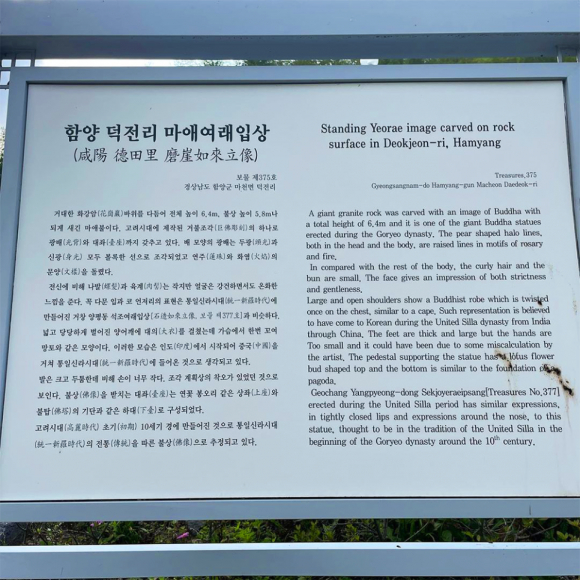 함양 덕전리 마애여래입상
(咸陽 德田里 磨崖如來立像)
보물 제375호
경상남도 함양군 마천면 덕전리
거대한 화강암(花崗巖)바위를 다듬어 전체 높이 6.4m, 불상 높이 5.8m나
되게 새긴 마애불이다. 고려시대에 제작된 거불조각(巨佛彫刻)의 하나로
광배(光背)와 대좌(臺座)까지 갖추고 있다. 배 모양의 광배는 두광(頭光)과
신광(身光) 모두 볼록한 선으로 조각되었고 연주(蓮珠)와 화염(火焰)의
문양(文樣)을 둘렀다.
전신에 비해 나발(螺髮)과 육계(肉髻)는 작지만 얼굴은 강건하면서도 온화한
느낌을 준다. 꼭 다문 입과 코 언저리의 표현은 통일신라시대(統一新羅時代)에
만들어진 거창 양평동 석조여래입상(石造如來立像, 보물 제377호)과 비슷하다.
넓고 당당하게 벌어진 양어깨에 대의(大衣)를 걸쳤는데 가슴에서 한번 꼬여
망토와 같은 모양이다. 이러한 모습은 인도(印度)에서 시작되어 중국(中國)을
거쳐 통일신라시대(統一新羅時代)에 들어온 것으로 생각되고 있다.
발은 크고 두툼한데 비해 손이 너무 작다. 조각 계획상의 착오가 있었던 것으로
보인다. 불상(佛像)을 받치는 대좌(臺座)는 연꽃 봉오리 같은 상좌(上座)와
불탑(佛塔)의 기단과 같은 하대(下臺)로 구성되었다.
고려시대(高麗時代) 초기(初期) 10세기 경에 만들어진 것으로 통일신라시대
(統一新羅時代)의 전통(傳統)을 따른 불상(佛像)으로 추정되고 있다.
Standing Yeorae image carved on rock
surface in Deokjeon-ri, Hamyang
Treasures.375
Gyeongsangnam-do Hamyang-gun Macheon Daedeok-ri
A giant granite rock was carved with an image of Buddha with
a total height of 6,4m and it is one of the giant Buddha statues
erected during the Goryeo dynasty. The pear shaped halo lines,
both in the head and the body, are raised lines in motifs of rosary
and fire,
In compared with the rest of the body, the curly hair and the
bun are small, The face gives an impression of both strictness
and gentleness,
Large and open shoulders show a Buddhist robe which is twisted
once on the chest, similar to a cape, Such representation is believed
to have come to Korean during the United Silla dynasty from India
through China, The feet are thick and large but the hands are
Too small and it could have been due to some miscalculation by
the artist, The pedestal supporting the statue has a lotus flower
bud shaped top and the bottom is similar to the foundation of
pagoda,
Geochang Yangpyeong-dong Sekjoyeraeipsang[Treasures No,377]
erected during the United Silla period has similar expressions,
in tightly closed lips and expressions around the nose, to this
statue, thought to be in the tradition of the United Silla in the
beginning of the Goryeo dynasty around the 10th century.